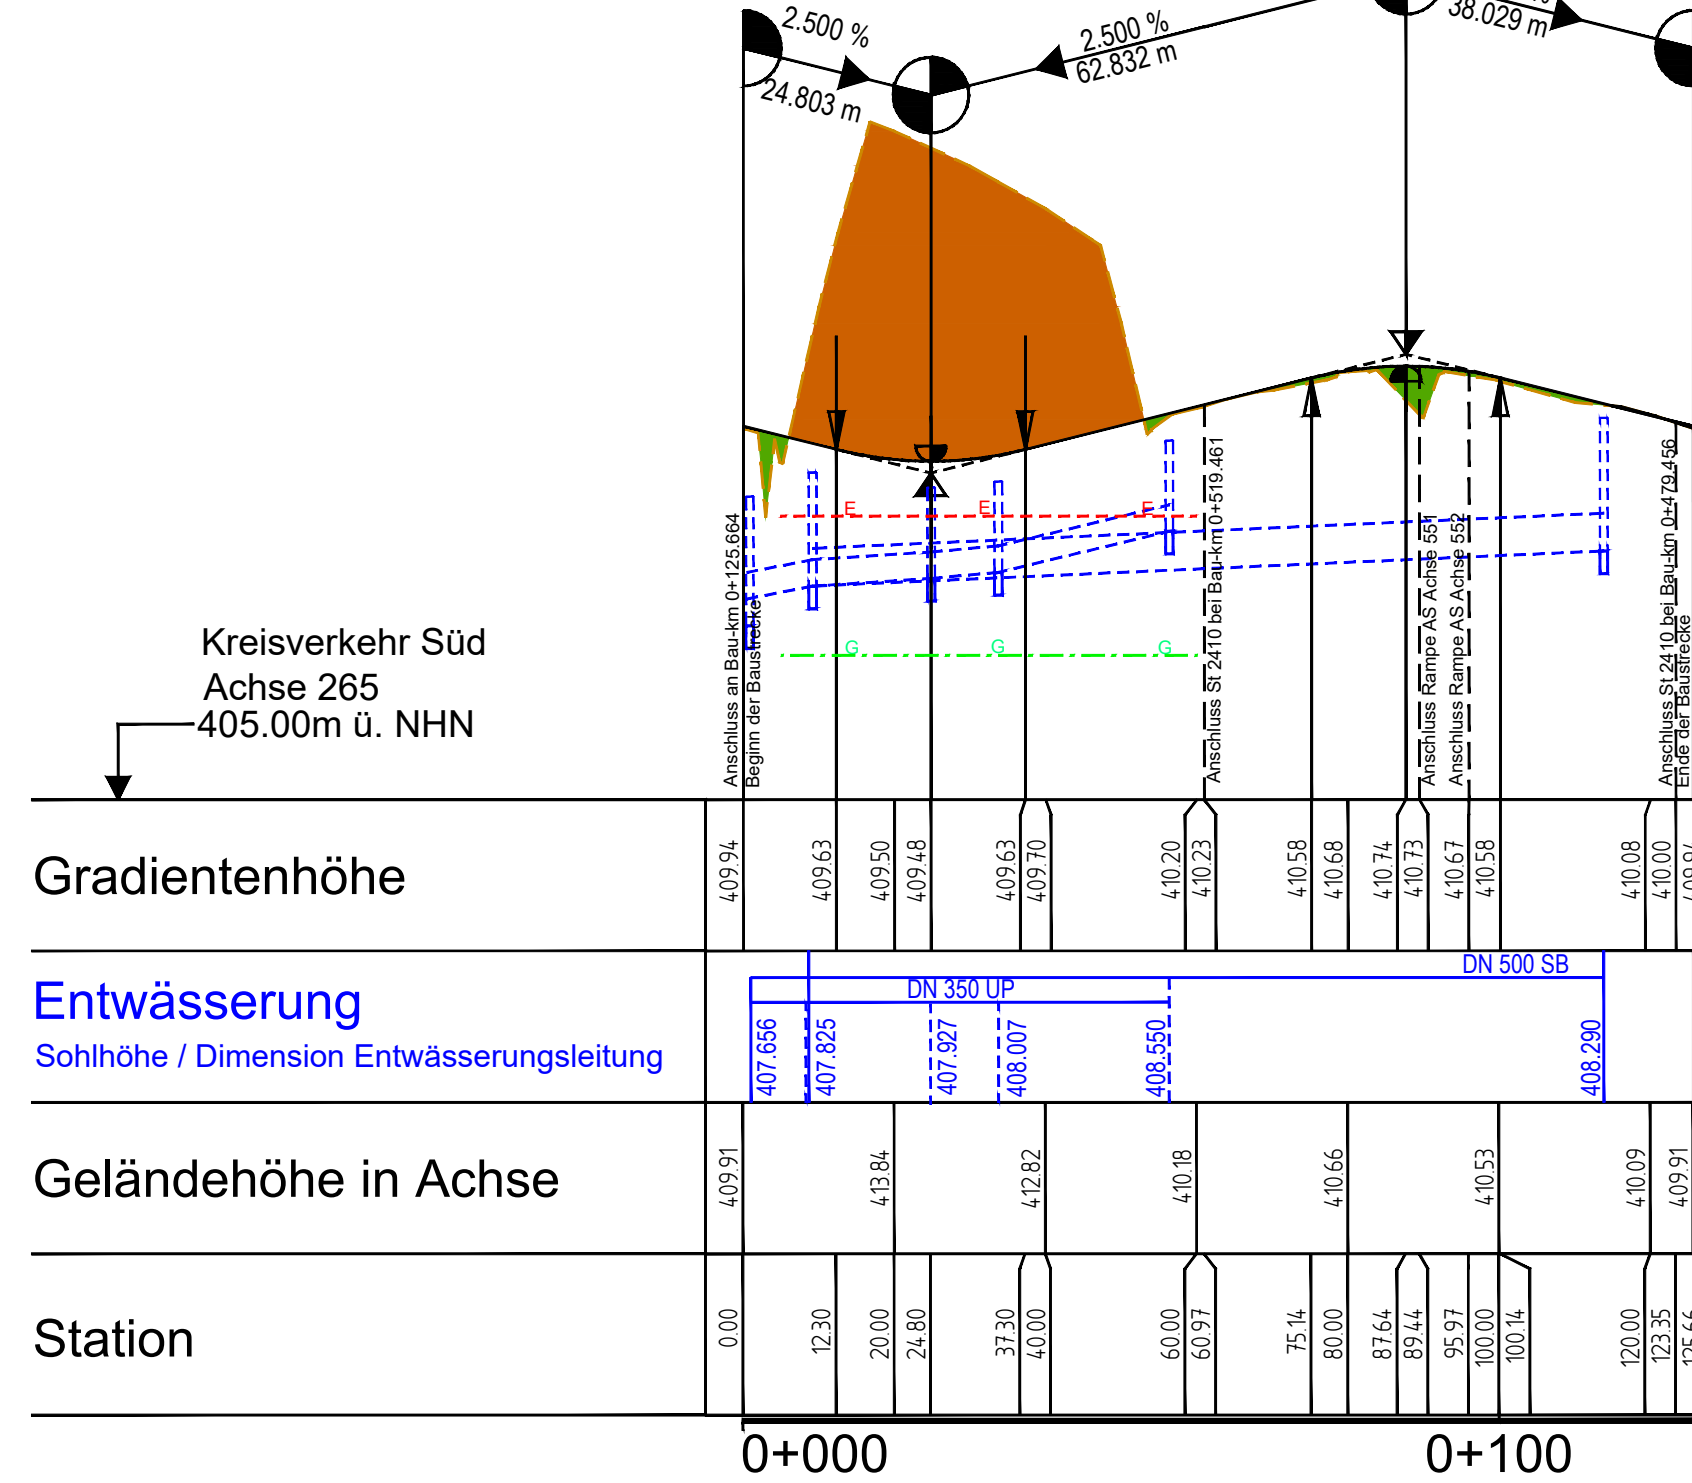 2.500 %
24.803 m
2.500 %
62.832 m
38.029 m
E
E
E
G
G
G
Anschluss an Bau-km 0+125.664
Beginn der Baustrecke
Anschluss St 2410 bei Bau-km 0+519.461
Anschluss Rampe AS Achse 551
Anschluss Rampe AS Achse 552
Anschluss St 2410 bei Bau-km 0+479.456
Ende der Baustrecke
Kreisverkehr Süd
Achse 265
405.00m ü. NHN
Gradientenhöhe
409.94
409.63
409.50
409.48
409.63
409.70
410.20
410.23
410.58
410.68
410.74
410.73
410.67
410.58
410.08
410.00
Entwässerung
Sohlhöhe / Dimension Entwässerungsleitung
DN 500 SB
DN 350 UP
407.656
407.825
407.927
408.007
408.550
408.290
Geländehöhe in Achse
409.91
413.84
412.82
410.18
410.66
410.53
410.09
409.91
Station
0.00
12.30
20.00
24.80
37.30
40.00
60.00
60.97
75.14
80.00
87.64
89.44
95.97
100.00
100.14
120.00
123.35
0+000
0+100